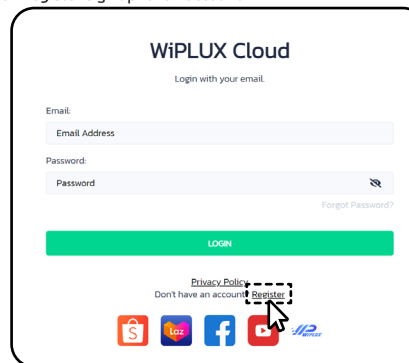 WiPLUX Cloud
Login with your email.
Email:
Email Address
Password:
Password
Forgot Password?
LOGIN
Privacy Policy
Don't have an account? Register
S
Laz
f
WIPLUX